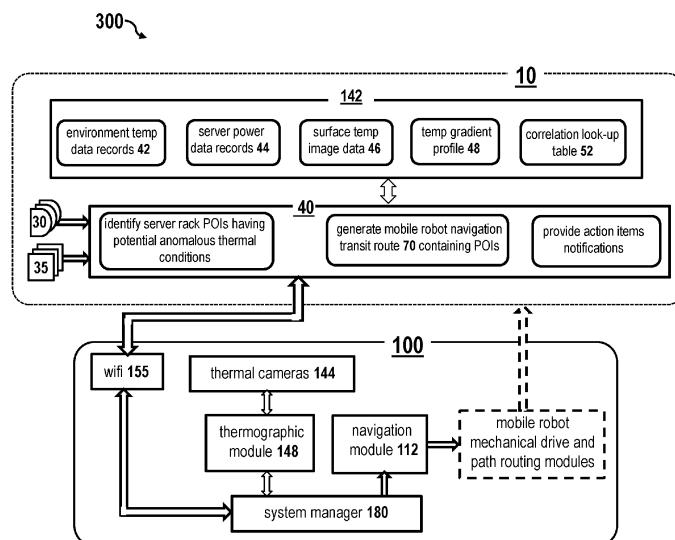 300
10
142
environment temp
data records 42
server power
data records 44
surface temp
image data 46
temp gradient
profile 48
correlation look-up
table 52
40
30
35
identify server rack POIs having
potential anomalous thermal
conditions
generate mobile robot navigation
transit route 70 containing POIs
provide action items
notifications
100
wifi 155
thermal cameras 144
thermographic
module 148
navigation
module 112
mobile robot
mechanical drive and
path routing modules
system manager 180